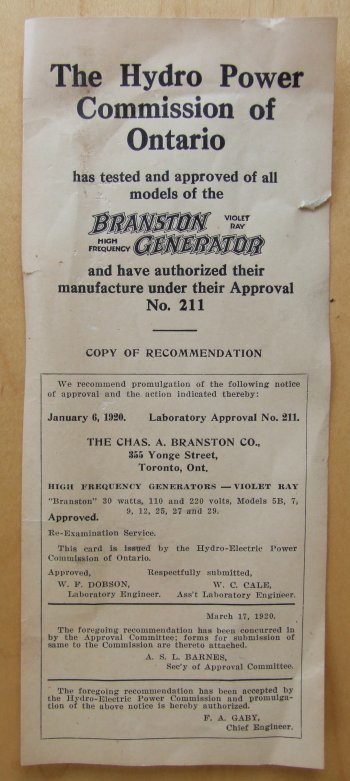 The Hydro Power
Commission of
Ontario
has tested and approved of all
models of the
BRANSTON VIOLET RAY
HIGH FREQUENCY GENERATOR
and have authorized their
manufacture under their Approval
No. 211
COPY OF RECOMMENDATION
We recommend promulgation of the following notice
of approval and the action indicated thereby:
January 6, 1920. Laboratory Approval No. 211.
THE CHAS. A. BRANSTON CO.,
355 Yonge Street,
Toronto, Ont.
HIGH FREQUENCY GENERATORS — VIOLET RAY
"Branston" 30 watts, 110 and 220 volts, Models 5B, 7,
9, 12, 25, 27 and 29.
Approved.
Re-Examination Service.
This card is issued by the Hydro-Electric Power
Commission of Ontario.
Approved, Respectfully submitted,
W. P. DOBSON, W. C. CALE,
Laboratory Engineer. Ass't Laboratory Engineer.
March 17, 1920.
The foregoing recommendation has been concurred in
by the Approval Committee; forms for submission of
same to the Commission are thereto attached.
A. S. L. BARNES,
Sec'y of Approval Committee.
The foregoing recommendation has been accepted by
the Hydro-Electric Power Commission and promulga-
tion of the above notice is hereby authorized.
F. A. GABY,
Chief Engineer.